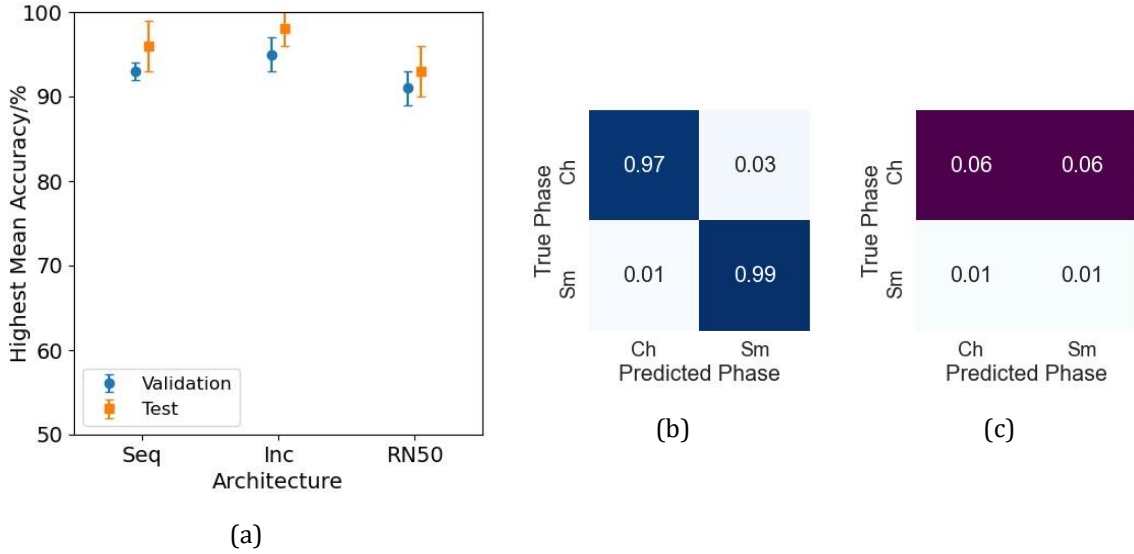 Highest Mean Accuracy/%
100
90
80
70
60
50
Validation
Test
Seq Inc RN50
Architecture
(a)
True Phase
Ch
Sm
0.97 0.03
0.01 0.99
Ch Sm
Predicted Phase
(b)
True Phase
Ch
Sm
0.06 0.06
0.01 0.01
Ch Sm
Predicted Phase
(c)